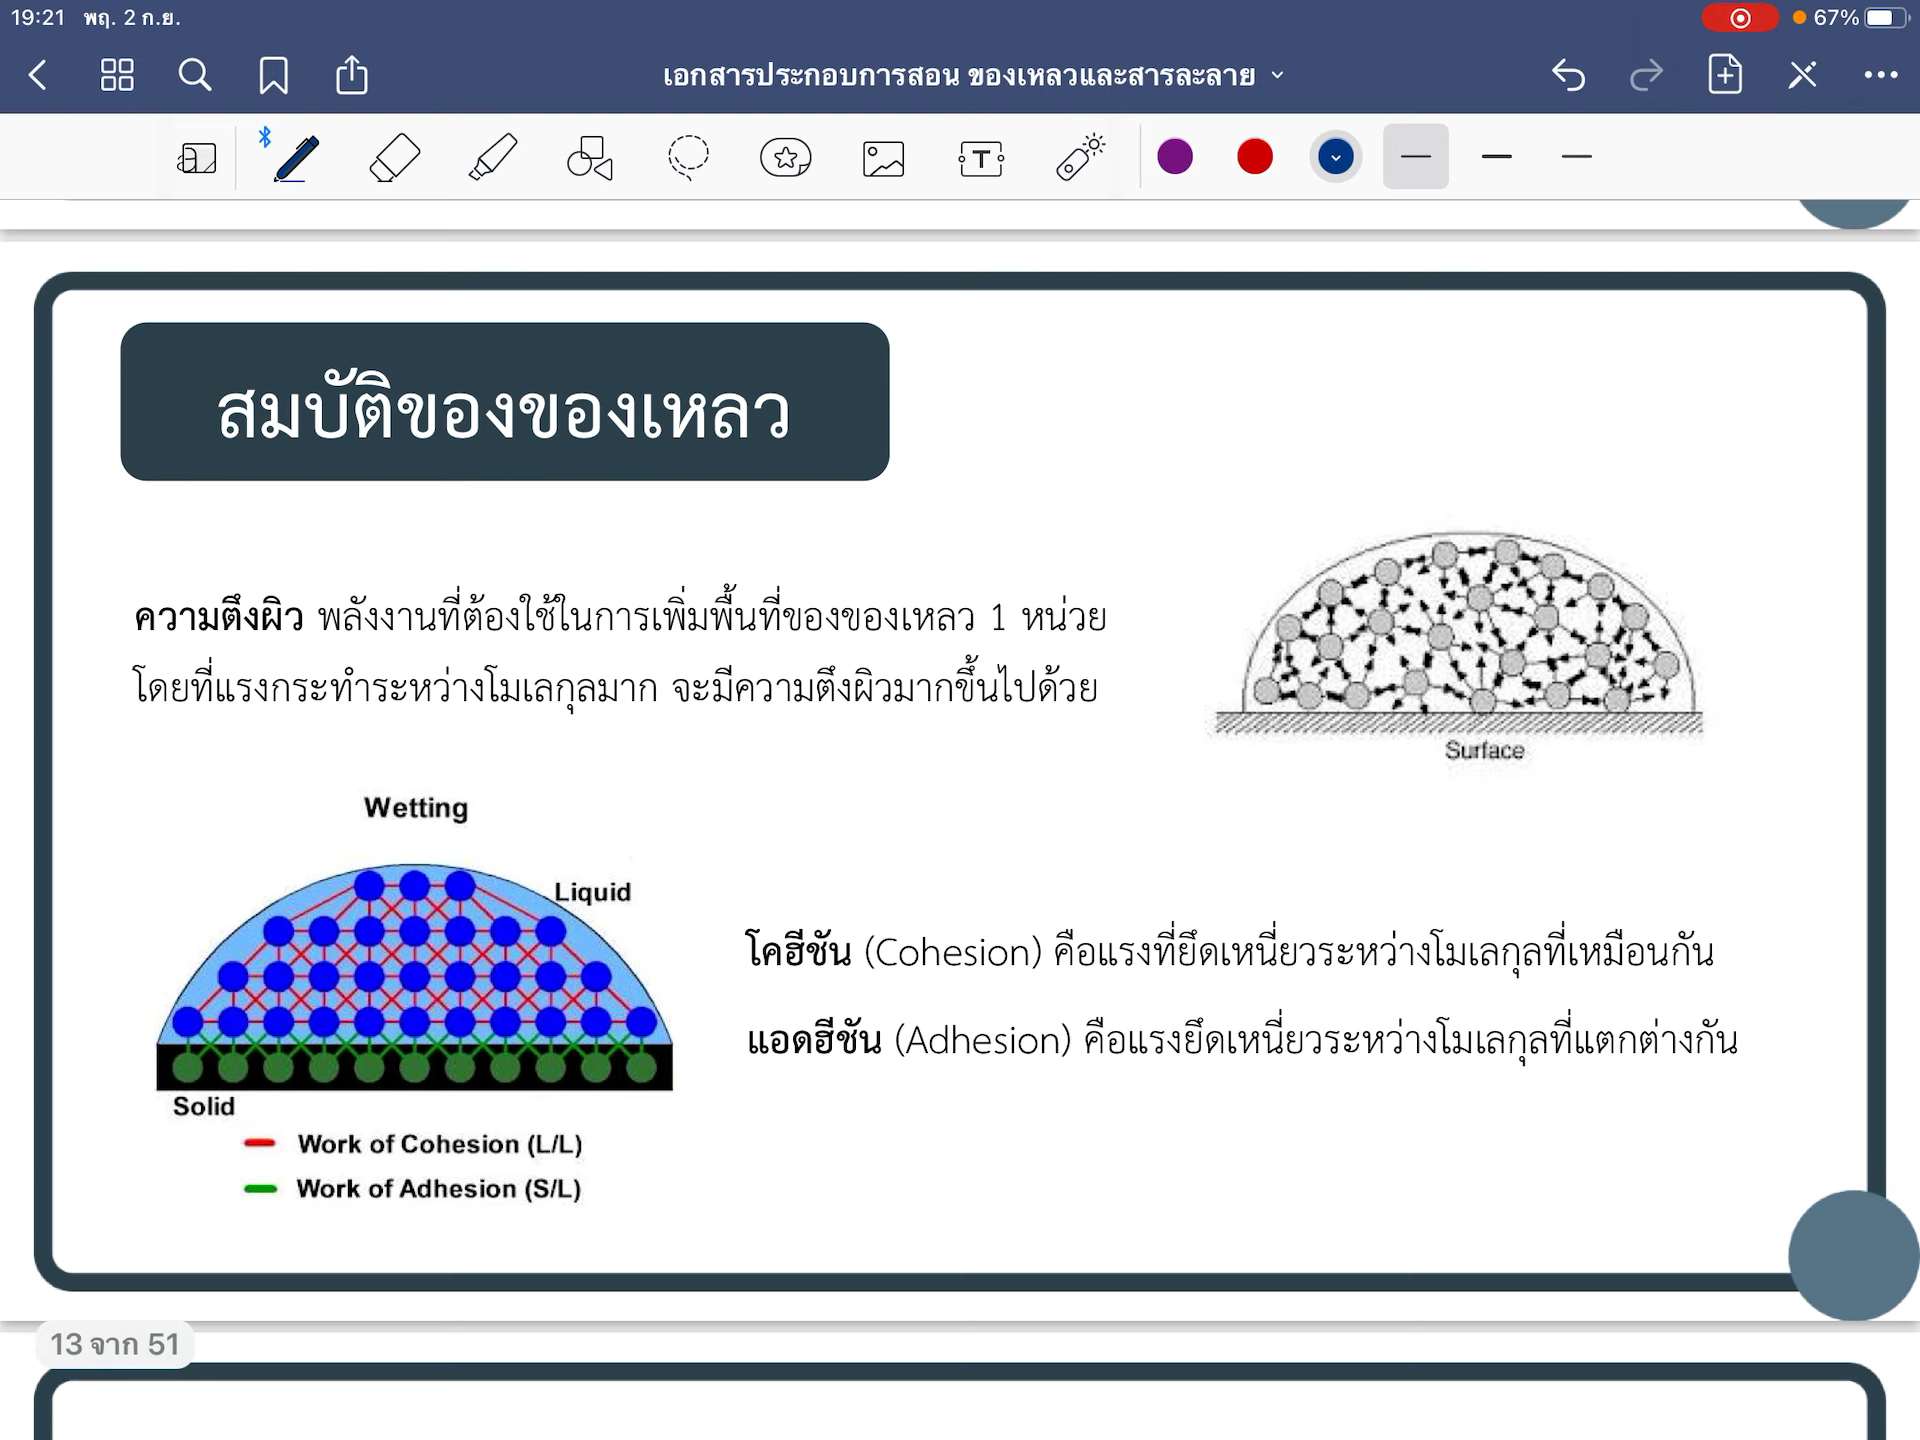 19:21 พฤ. 2 ก.ย.
67%
เอกสารประกอบการสอน ของเหลวและสารละลาย
สมบัติของของเหลว
ความตึงผิว พลังงานที่ต้องใช้ในการเพิ่มพื้นที่ของของเหลว 1 หน่วย
โดยที่แรงกระทำระหว่างโมเลกุลมาก จะมีความตึงผิวมากขึ้นไปด้วย
Surface
Wetting
Liquid
Solid
Work of Cohesion (L/L)
Work of Adhesion (S/L)
โคฮีชัน (Cohesion) คือแรงที่ยึดเหนี่ยวระหว่างโมเลกุลที่เหมือนกัน
แอดฮีชัน (Adhesion) คือแรงยึดเหนี่ยวระหว่างโมเลกุลที่แตกต่างกัน
13 จาก 51